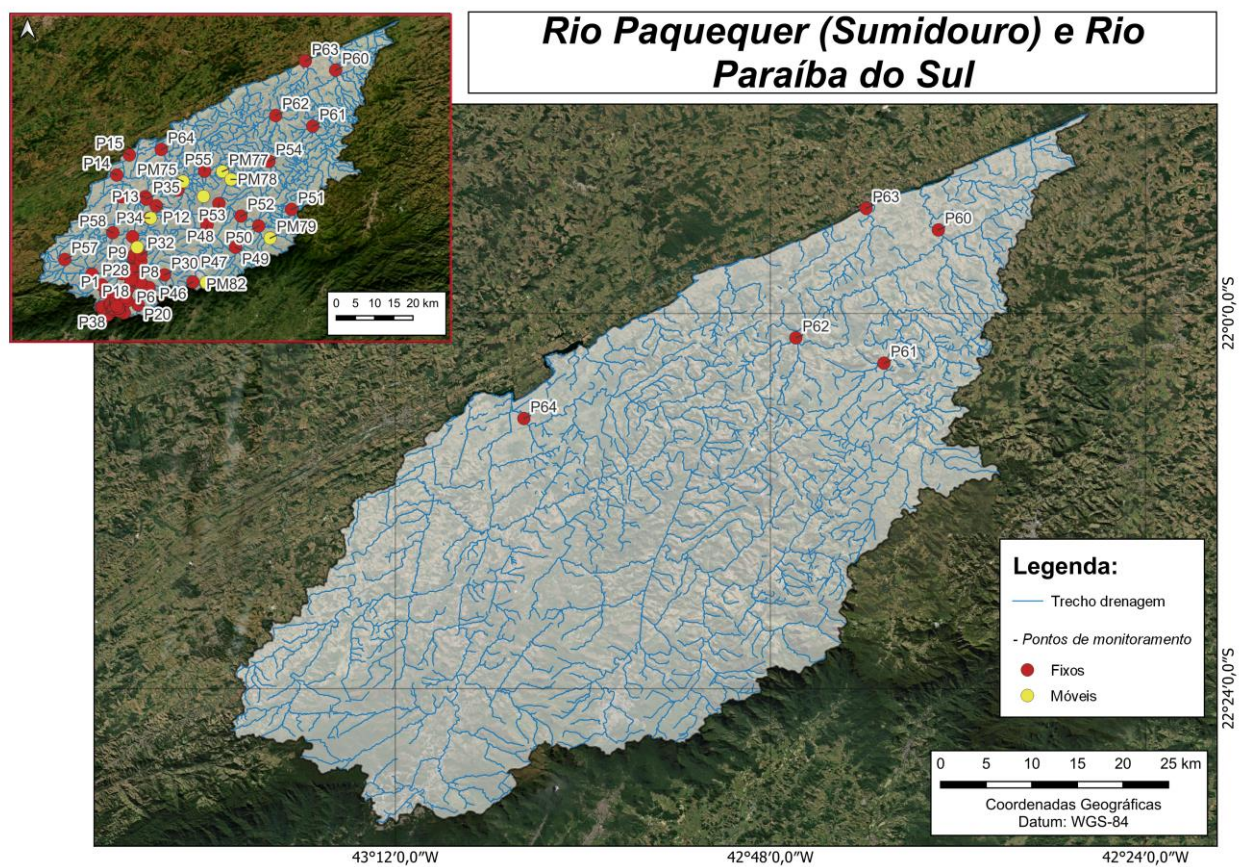 Rio Paquequer (Sumidouro) e Rio
Paraíba do Sul
P63
P60
P62
P61
P15
P64
P14
PM75
P55
PM77
P54
PM78
P35
P13
P51
P34
P12
P53
P52
P58
PM79
P48
P32
P57
P9
P50
P49
P28
P8
P30
P47
P1
P18
P6
P46
PM82
P38
P20
0 5 10 15 20 km
P63
P60
P62
P61
P64
22°0'0,0"S
22°24'0,0"S
Legenda:
Trecho drenagem
- Pontos de monitoramento
Fixos
Móveis
0 5 10 15 20 25 km
Coordenadas Geográficas
Datum: WGS-84
43°12'0,0"W
42°48'0,0"W
42°24'0,0"W